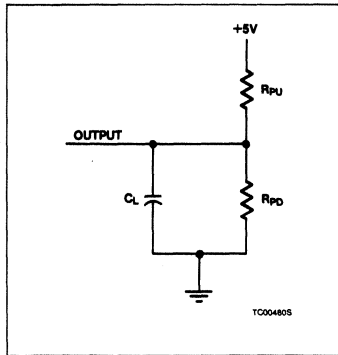 +5V
RPU
OUTPUT
CL
RPD
TC00460S